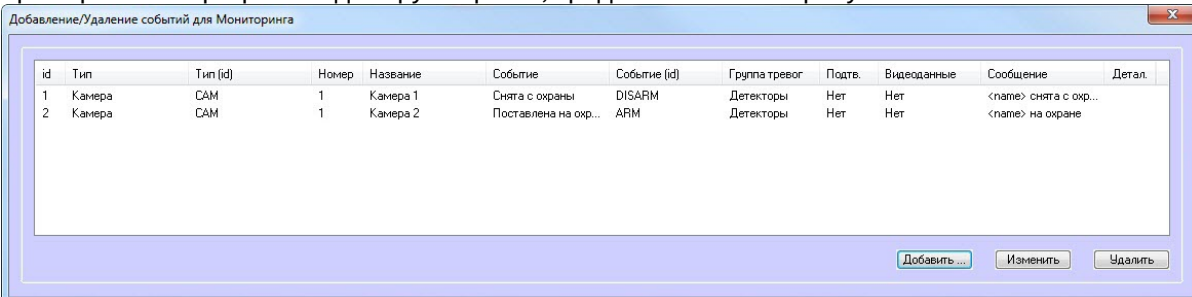 Добавление/Удаление событий для Мониторинга
id Тип Тип (id) Номер Название Событие Событие (id) Группа тревог Подтв. Видеоданные Сообщение Детал.
1 Камера CAM 1 Камера 1 Снята с охраны DISARM Детекторы Нет Нет <name> снята с охр...
2 Камера CAM 1 Камера 2 Поставлена на охр... ARM Детекторы Нет Нет <name> на охране
Добавить ... Изменить Удалить